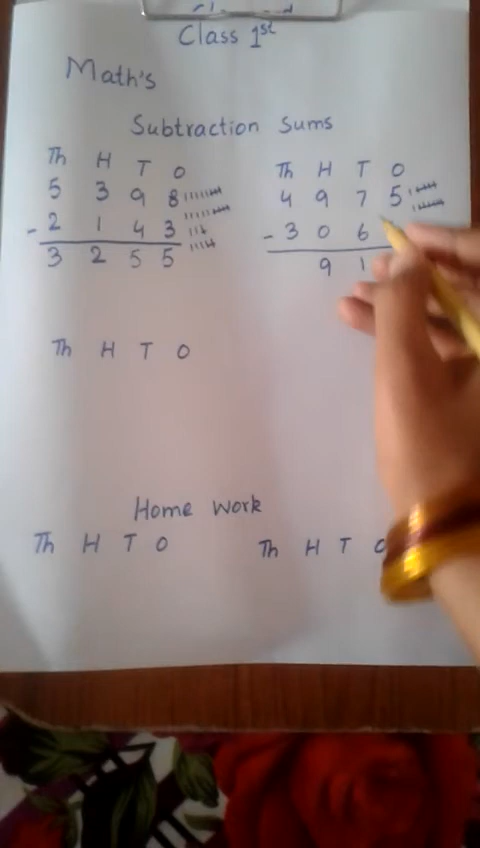 Class 1st
Math's
Subtraction Sums
Th H T O
5 3 9 8
- 2 1 4 3
3 2 5 5
Th H T O
4 9 7 5
- 3 0 6
9 1
Th H T O
Home Work
Th H T O
Th H T O